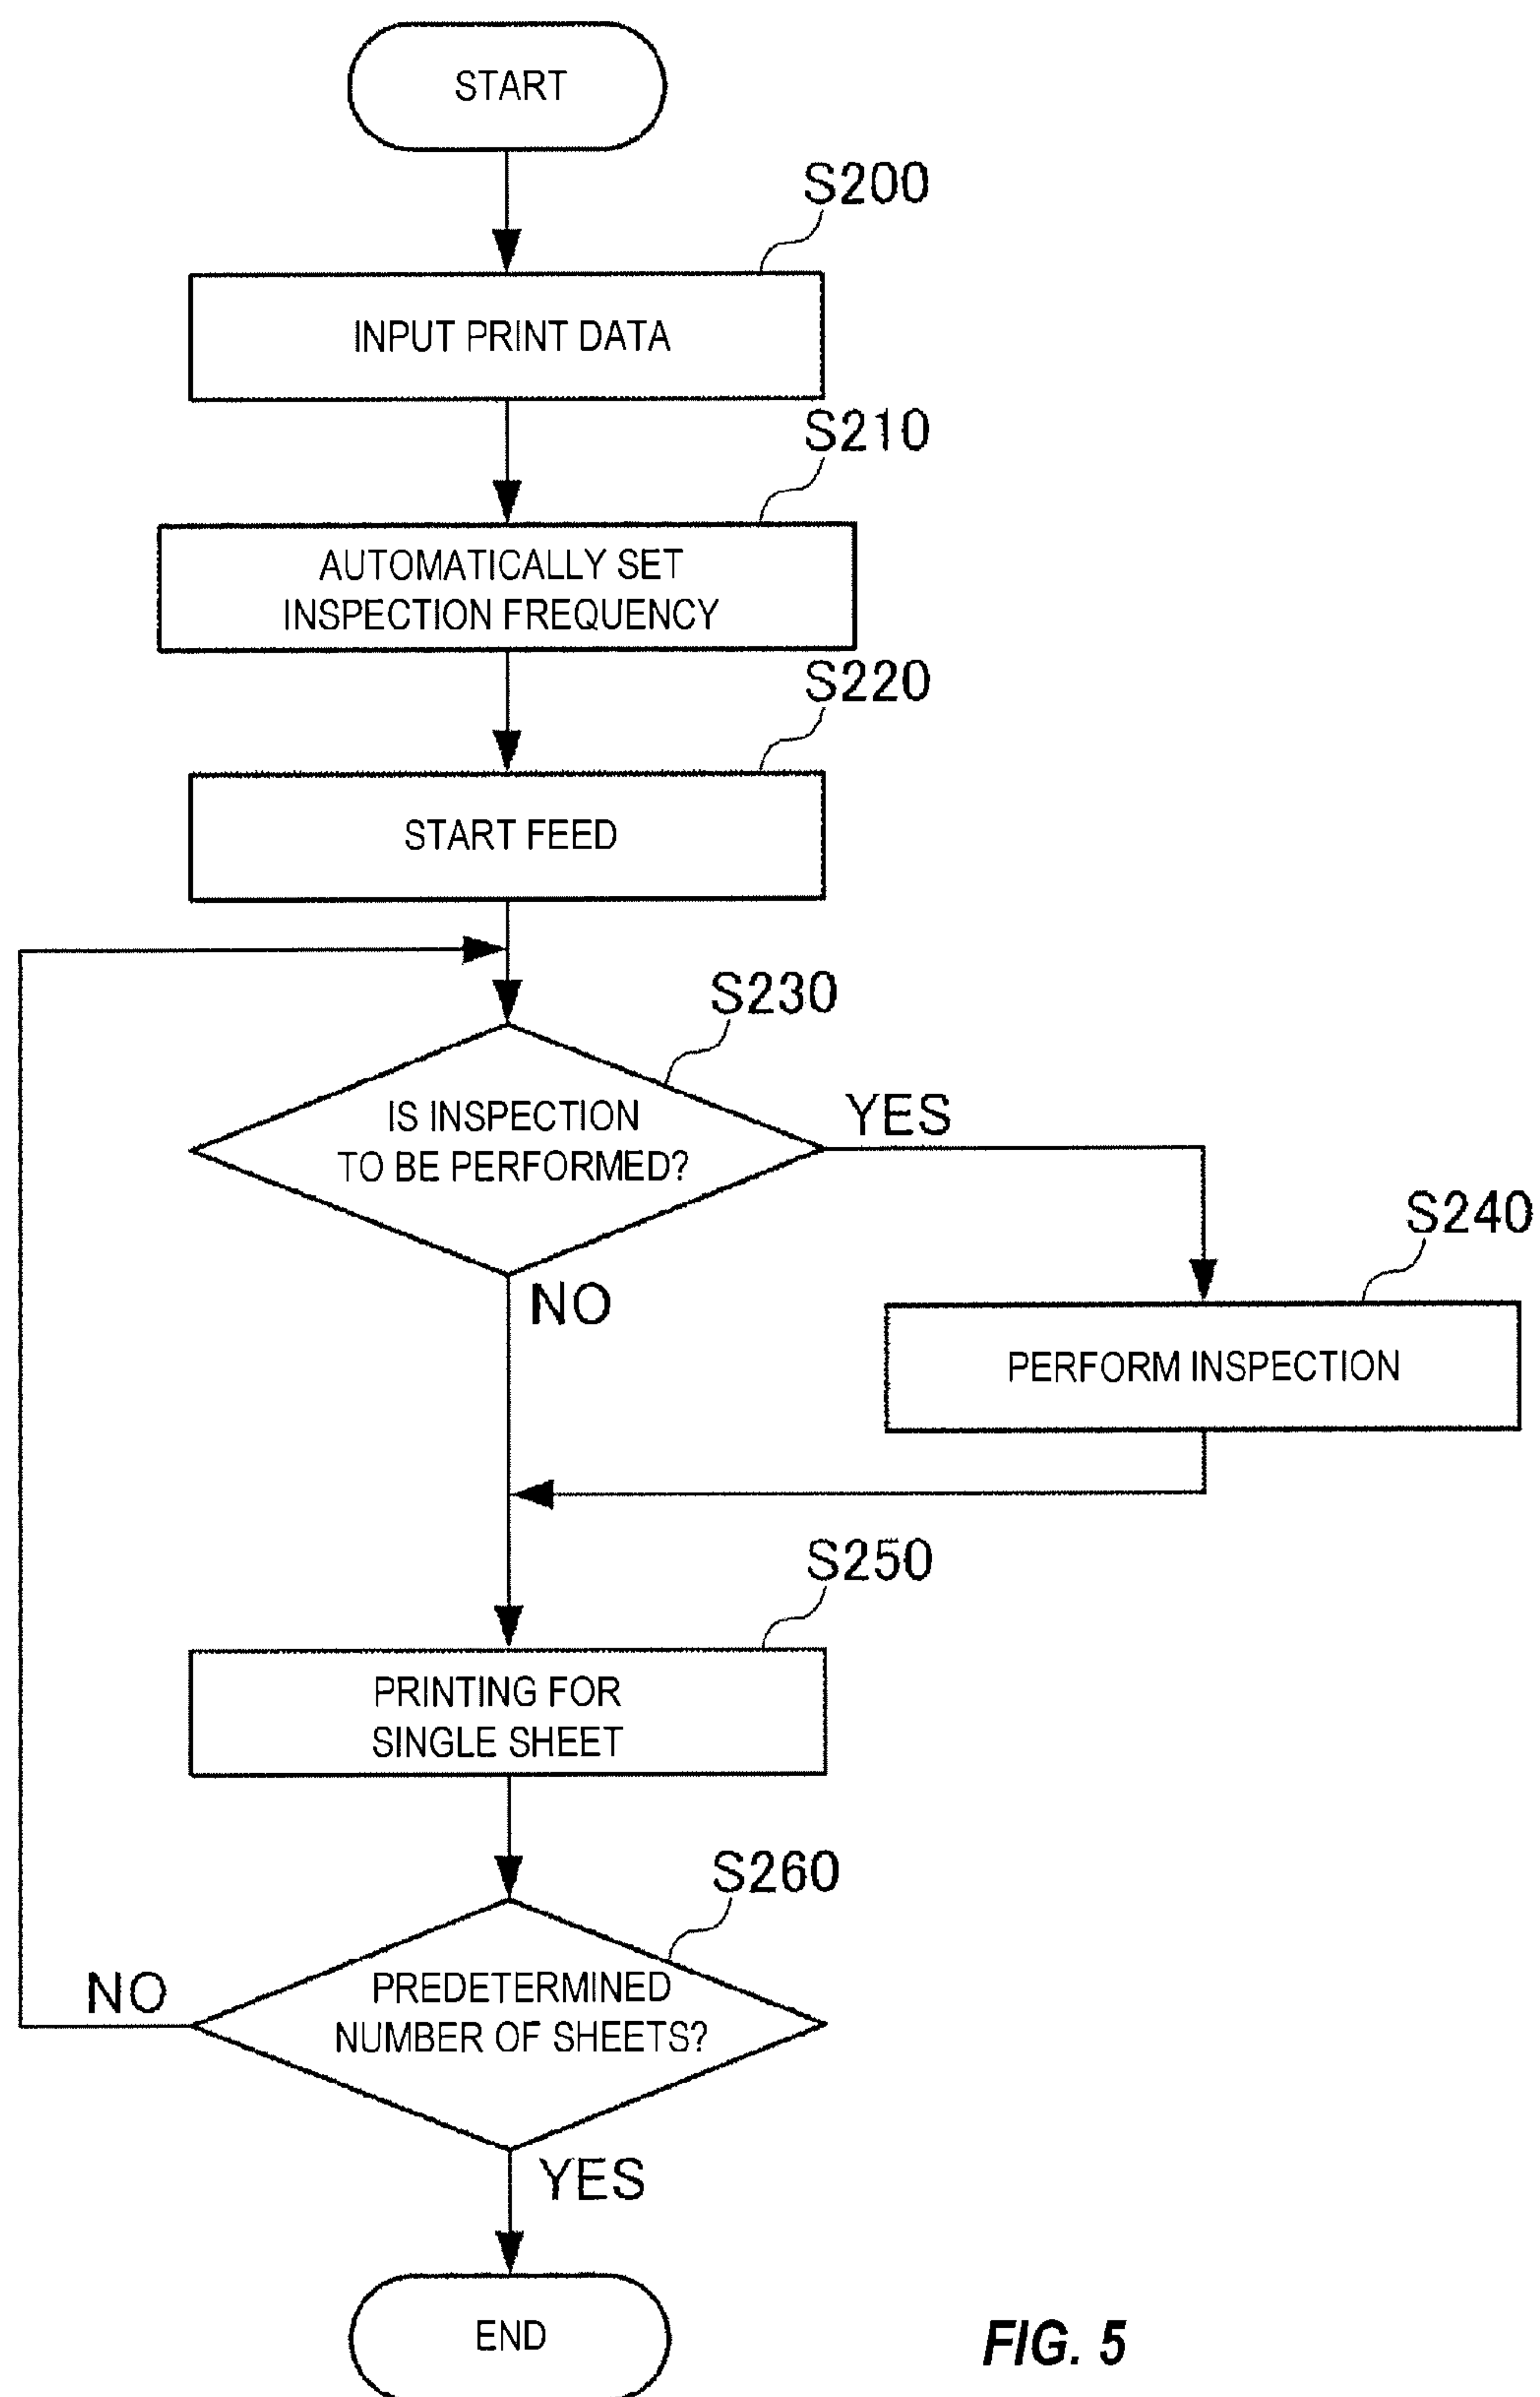 START
S200
INPUT PRINT DATA
S210
AUTOMATICALLY SET
INSPECTION FREQUENCY
S220
START FEED
S230
IS INSPECTION
TO BE PERFORMED?
YES
NO
S240
PERFORM INSPECTION
S250
PRINTING FOR
SINGLE SHEET
S260
PREDETERMINED
NUMBER OF SHEETS?
NO
YES
END
FIG. 5